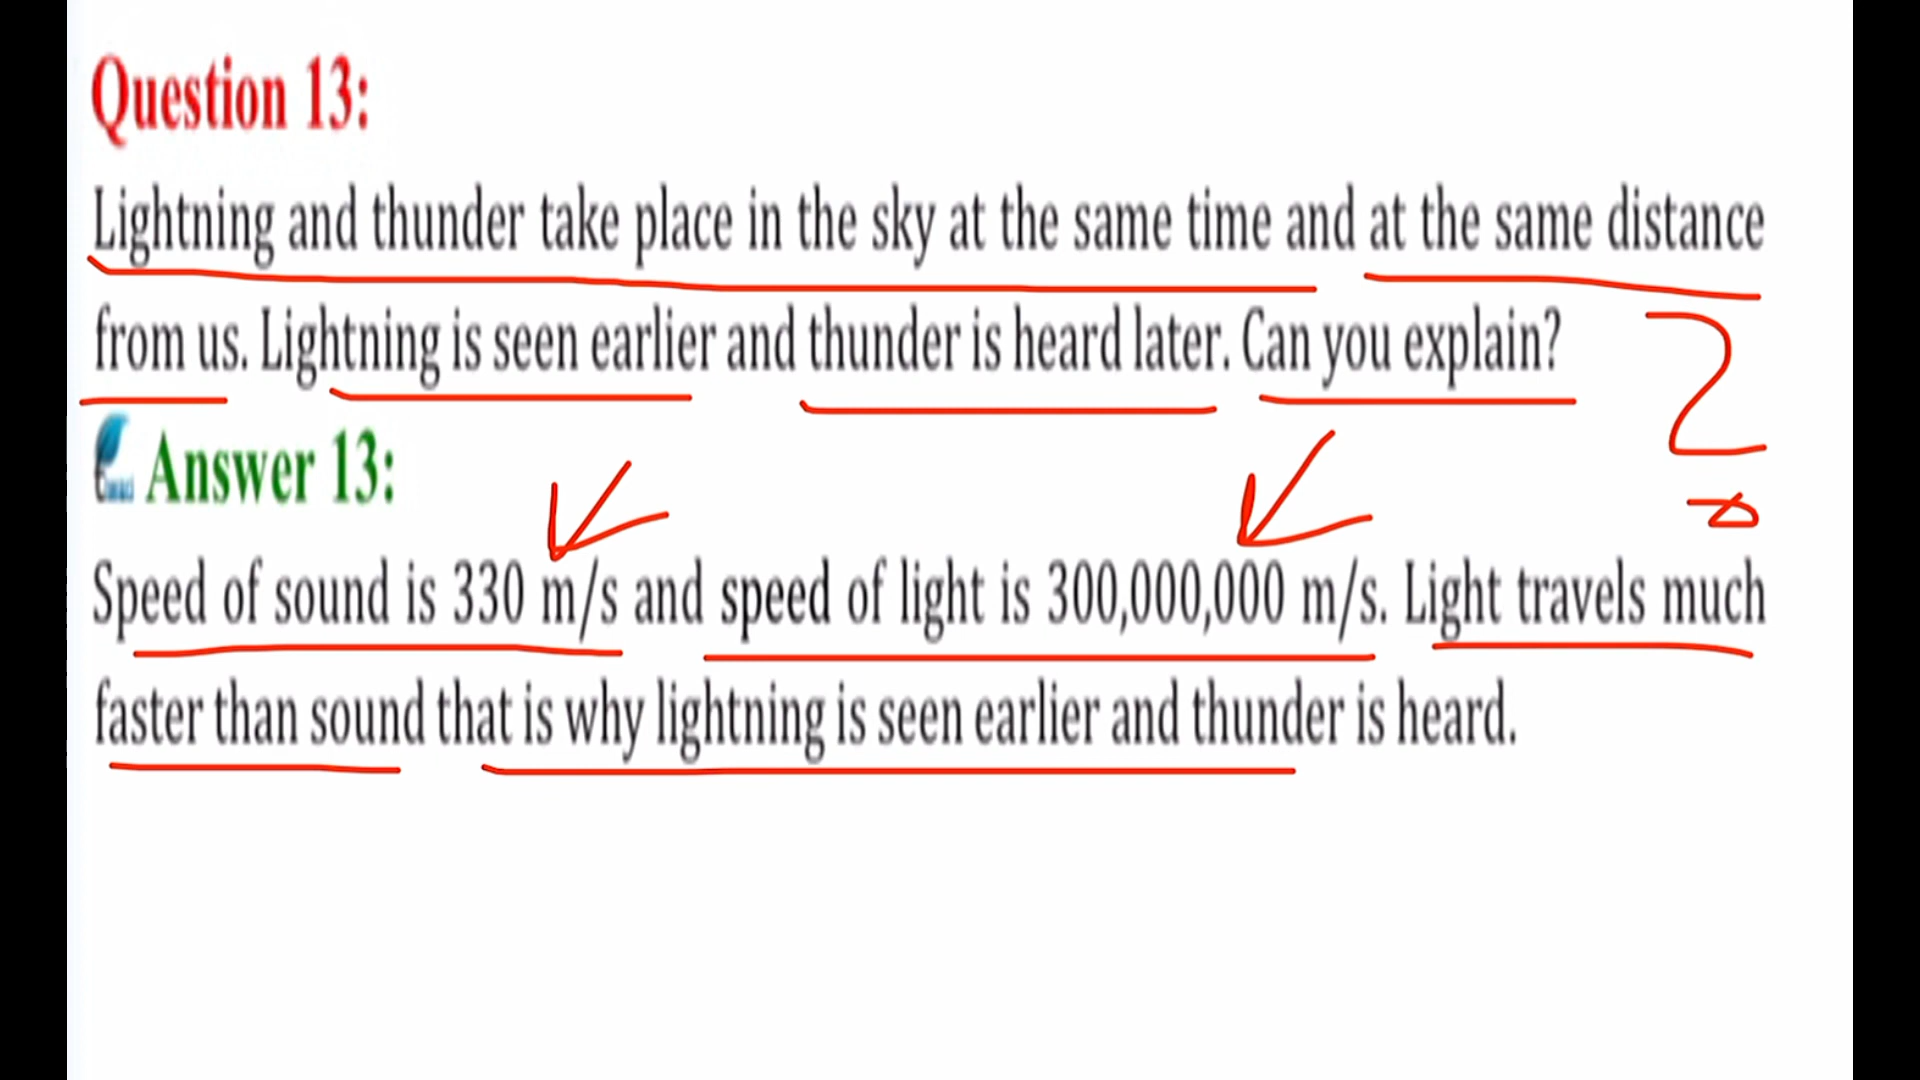 Question 13:
Lightning and thunder take place in the sky at the same time and at the same distance
from us. Lightning is seen earlier and thunder is heard later. Can you explain?
Answer 13:
Speed of sound is 330 m/s and speed of light is 300,000,000 m/s. Light travels much
faster than sound that is why lightning is seen earlier and thunder is heard.